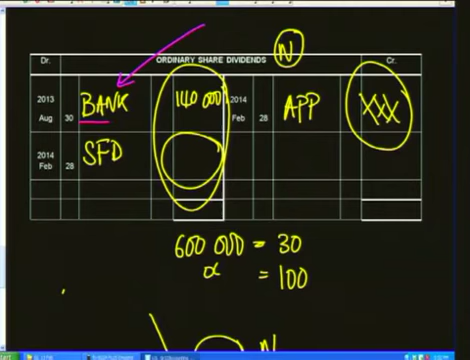 Dr. ORDINARY SHARE DIVIDENDS N Cr.
2013 Aug 30 BANK 140 000 2014 Feb 28 APP XXX
2014 Feb 28 SFD
600 000 = 30
α = 100
N